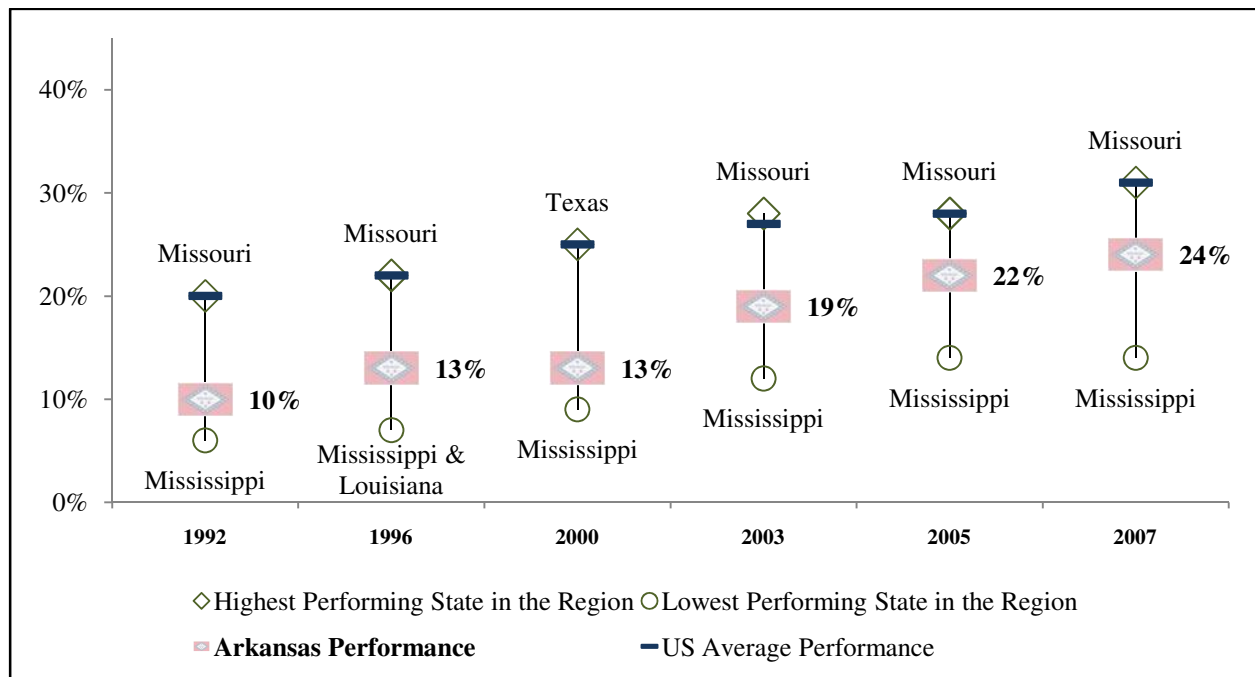 40%
30%
20%
10%
0%
Missouri
Missouri
Texas
Missouri
Missouri
Missouri
10%
13%
13%
19%
22%
24%
Mississippi
Mississippi &
Louisiana
Mississippi
Mississippi
Mississippi
Mississippi
1992
1996
2000
2003
2005
2007
Highest Performing State in the Region
Lowest Performing State in the Region
Arkansas Performance
US Average Performance